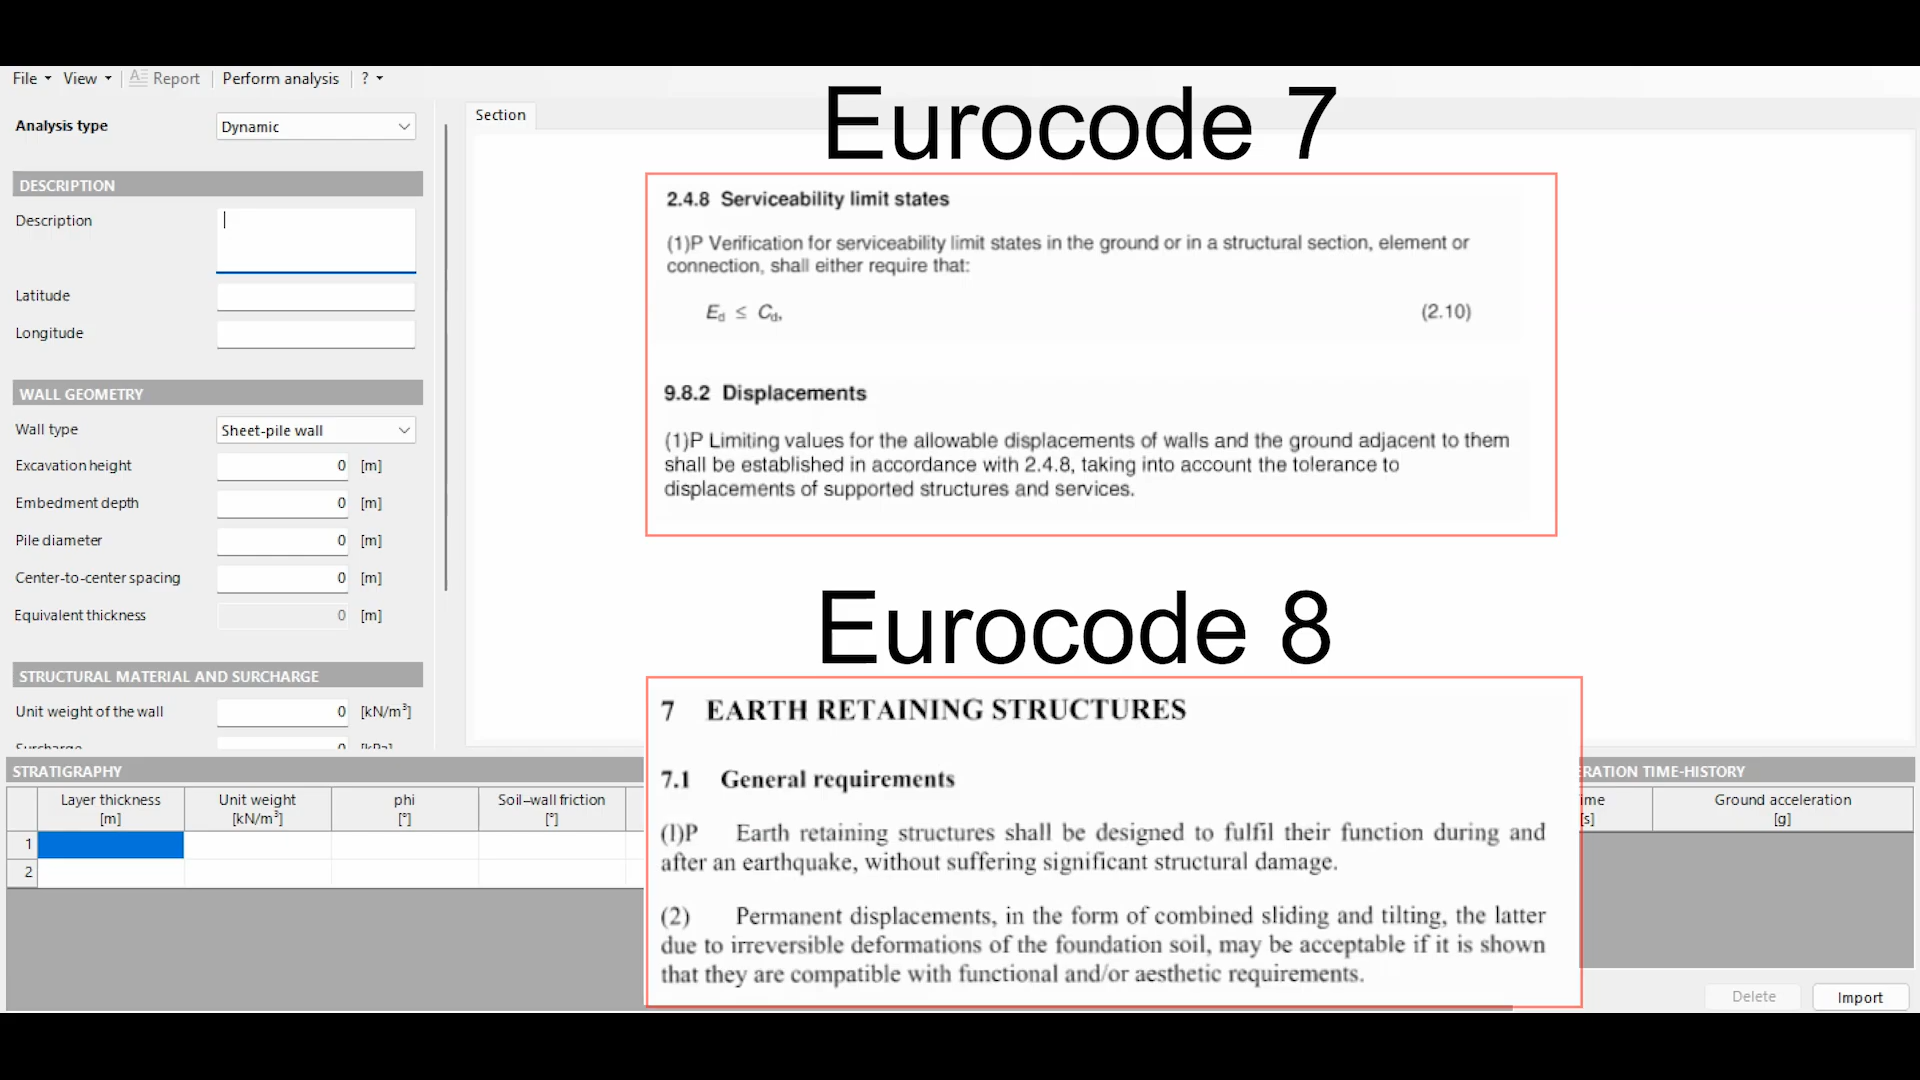 File View Report Perform analysis ?
Analysis type Dynamic
DESCRIPTION
Description
Latitude
Longitude
WALL GEOMETRY
Wall type Sheet-pile wall
Excavation height 0 [m]
Embedment depth 0 [m]
Pile diameter 0 [m]
Center-to-center spacing 0 [m]
Equivalent thickness 0 [m]
STRUCTURAL MATERIAL AND SURCHARGE
Unit weight of the wall 0 [kN/m³]
Surcharge 0 [kPa]
Section
Eurocode 7
2.4.8 Serviceability limit states
(1)P Verification for serviceability limit states in the ground or in a structural section, element or
connection, shall either require that:
Ed ≤ Cd, (2.10)
9.8.2 Displacements
(1)P Limiting values for the allowable displacements of walls and the ground adjacent to them
shall be established in accordance with 2.4.8, taking into account the tolerance to
displacements of supported structures and services.
Eurocode 8
7 EARTH RETAINING STRUCTURES
7.1 General requirements
(1)P Earth retaining structures shall be designed to fulfil their function during and
after an earthquake, without suffering significant structural damage.
(2) Permanent displacements, in the form of combined sliding and tilting, the latter
due to irreversible deformations of the foundation soil, may be acceptable if it is shown
that they are compatible with functional and/or aesthetic requirements.
STRATIGRAPHY
Layer thickness Unit weight phi Soil–wall friction
[m] [kN/m³] [°] [°]
1
2
RATION TIME-HISTORY
ime Ground acceleration
[s] [g]
Delete Import